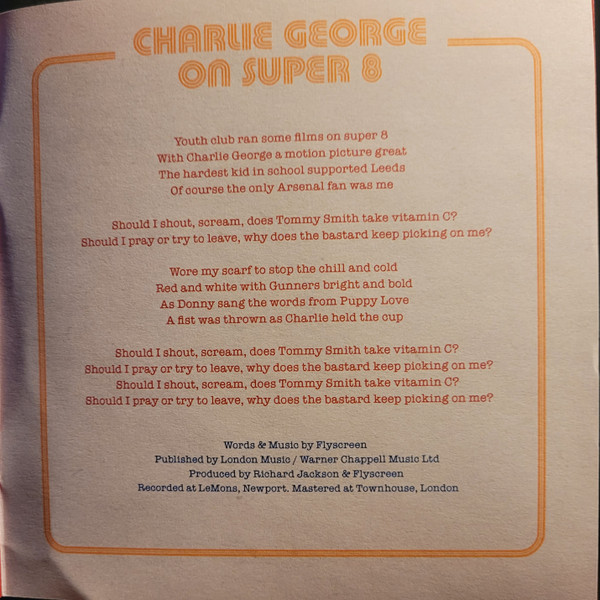 CHARLIE GEORGE
ON SUPER 8
Youth club ran some films on super 8
With Charlie George a motion picture great
The hardest kid in school supported Leeds
Of course the only Arsenal fan was me
Should I shout, scream, does Tommy Smith take vitamin C?
Should I pray or try to leave, why does the bastard keep picking on me?
Wore my scarf to stop the chill and cold
Red and white with Gunners bright and bold
As Donny sang the words from Puppy Love
A fist was thrown as Charlie held the cup
Should I shout, scream, does Tommy Smith take vitamin C?
Should I pray or try to leave, why does the bastard keep picking on me?
Should I shout, scream, does Tommy Smith take vitamin C?
Should I pray or try to leave, why does the bastard keep picking on me?
Words & Music by Flyscreen
Published by London Music / Warner Chappell Music Ltd
Produced by Richard Jackson & Flyscreen
Recorded at LeMons, Newport. Mastered at Townhouse, London